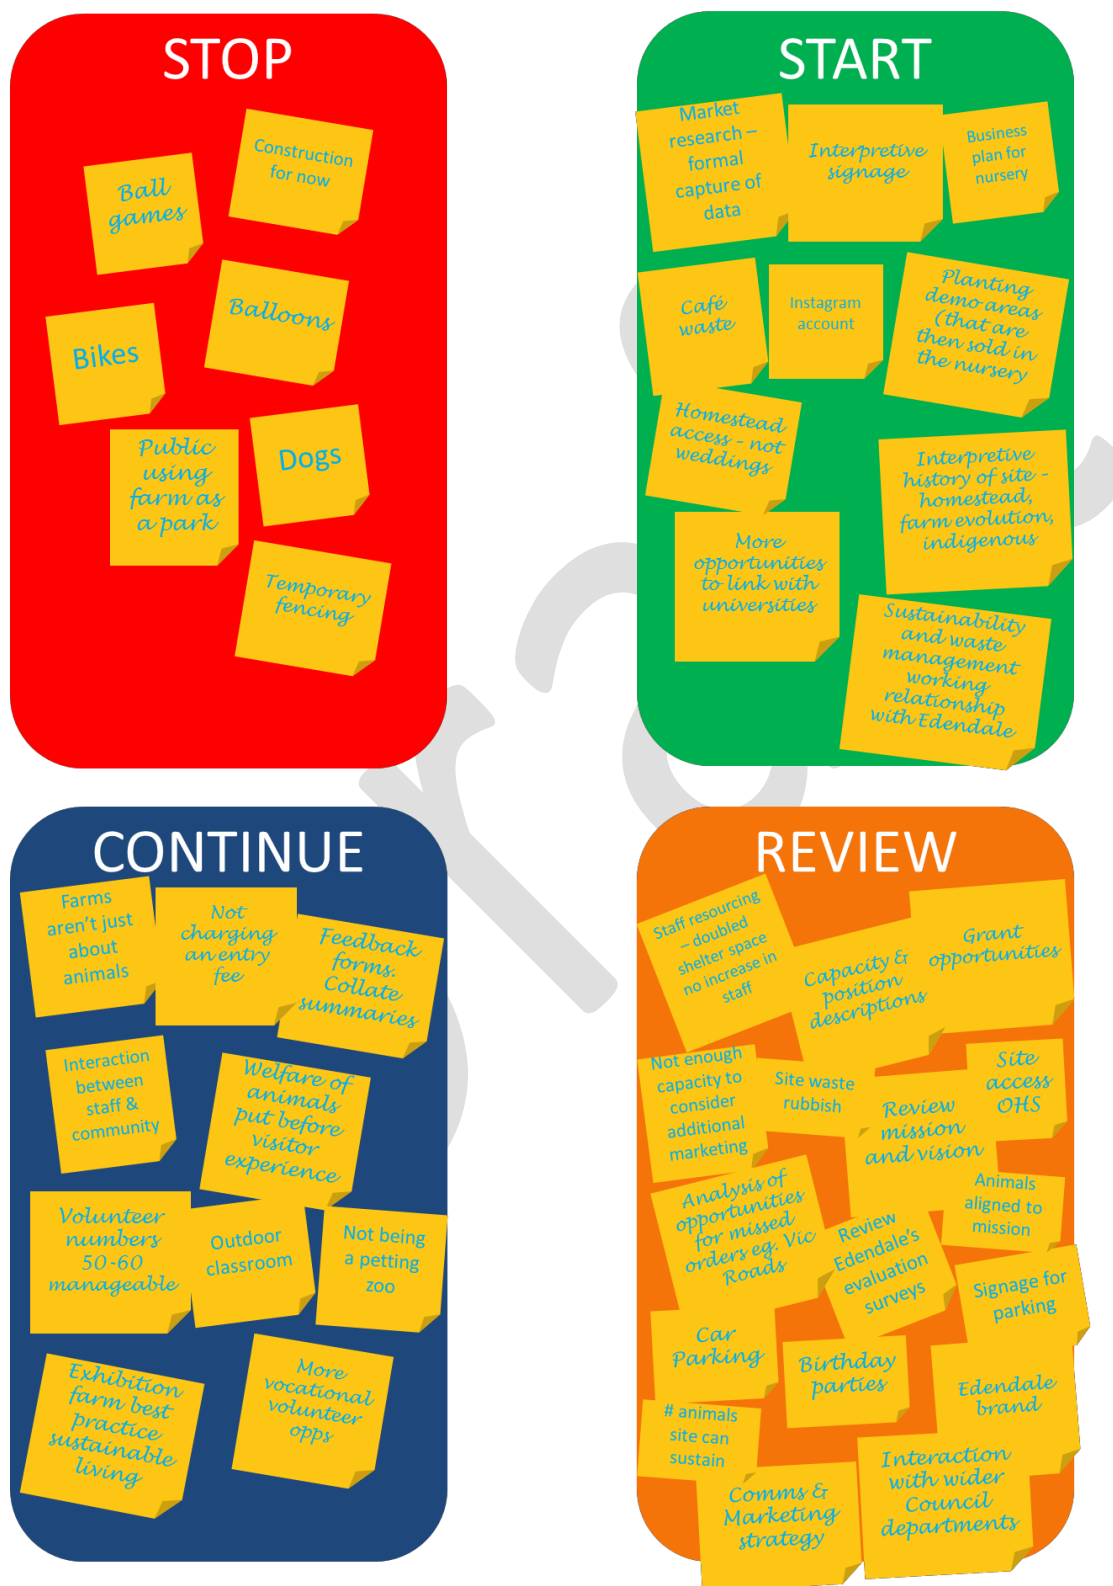 STOP
Construction
for now
Ball
games
Balloons
Bikes
Public
using
farm as
a park
Dogs
Temporary
fencing
START
Market
research –
formal
capture of
data
Interpretive
signage
Business
plan for
nursery
Café
waste
Instagram
account
Planting
demo areas
(that are
then sold in
the nursery
Homestead
access – not
weddings
Interpretive
history of site –
homestead,
farm evolution,
indigenous
More
opportunities
to link with
universities
Sustainability
and waste
management
working
relationship
with Edendale
CONTINUE
Farms
aren't just
about
animals
Not
charging
an entry
fee
Feedback
forms.
Collate
summaries
Interaction
between
staff &
community
Welfare of
animals
put before
visitor
experience
Volunteer
numbers
50-60
manageable
Outdoor
classroom
Not being
a petting
zoo
Exhibition
farm best
practice
sustainable
living
More
vocational
volunteer
opps
REVIEW
Staff resourcing
– doubled
shelter space
no increase in
staff
Capacity &
position
descriptions
Grant
opportunities
Not enough
capacity to
consider
additional
marketing
Site waste
rubbish
Review
mission
and vision
Site
access
OHS
Analysis of
opportunities
for missed
orders eg. Vic
Roads
Review
Edendale's
evaluation
surveys
Animals
aligned to
mission
Signage for
parking
Car
Parking
Birthday
parties
Edendale
brand
# animals
site can
sustain
Comms &
Marketing
strategy
Interaction
with wider
Council
departments